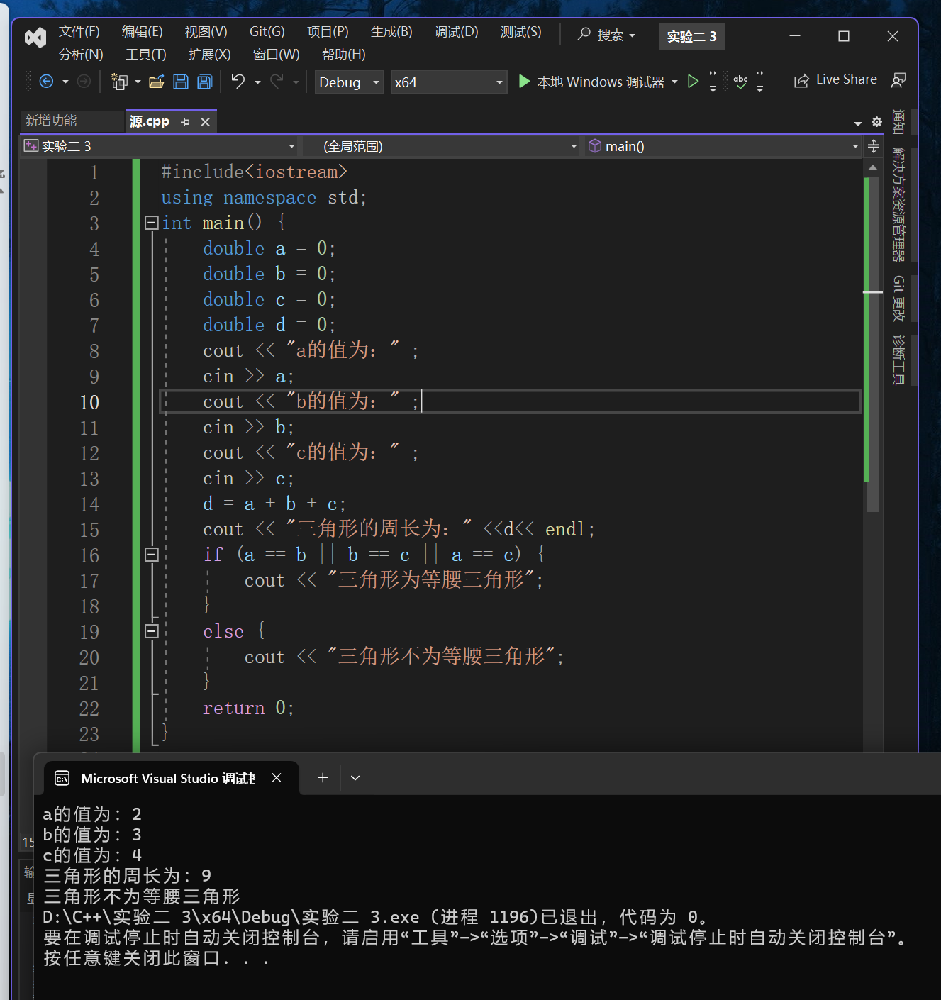 文件(F) 编辑(E) 视图(V) Git(G) 项目(P) 生成(B) 调试(D) 测试(S) 搜索 实验二 3
分析(N) 工具(T) 扩展(X) 窗口(W) 帮助(H)
Debug x64 本地 Windows 调试器 abc Live Share
新增功能 源.cpp
实验二 3 (全局范围) main()
通知
解决方案资源管理器
Git 更改
诊断工具
1 #include<iostream>
2 using namespace std;
3 int main() {
4 double a = 0;
5 double b = 0;
6 double c = 0;
7 double d = 0;
8 cout << "a的值为：" ;
9 cin >> a;
10 cout << "b的值为：" ;
11 cin >> b;
12 cout << "c的值为：" ;
13 cin >> c;
14 d = a + b + c;
15 cout << "三角形的周长为：" <<d<< endl;
16 if (a == b || b == c || a == c) {
17 cout << "三角形为等腰三角形";
18 }
19 else {
20 cout << "三角形不为等腰三角形";
21 }
22 return 0;
23 }
Microsoft Visual Studio 调试
a的值为：2
b的值为：3
c的值为：4
三角形的周长为：9
三角形不为等腰三角形
D:\C++\实验二 3\x64\Debug\实验二 3.exe (进程 1196)已退出，代码为 0。
要在调试停止时自动关闭控制台，请启用“工具”->“选项”->“调试”->“调试停止时自动关闭控制台”。
按任意键关闭此窗口. . .